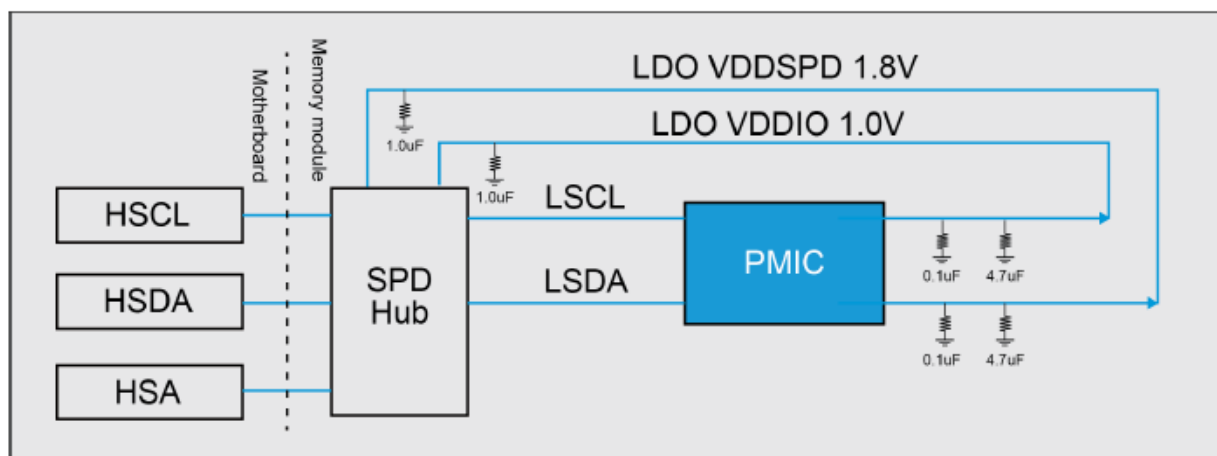 LDO VDDSPD 1.8V
Motherboard
Memory module
1.0uF
LDO VDDIO 1.0V
1.0uF
HSCL
LSCL
HSDA
SPD
Hub
LSDA
PMIC
0.1uF
4.7uF
HSA
0.1uF
4.7uF